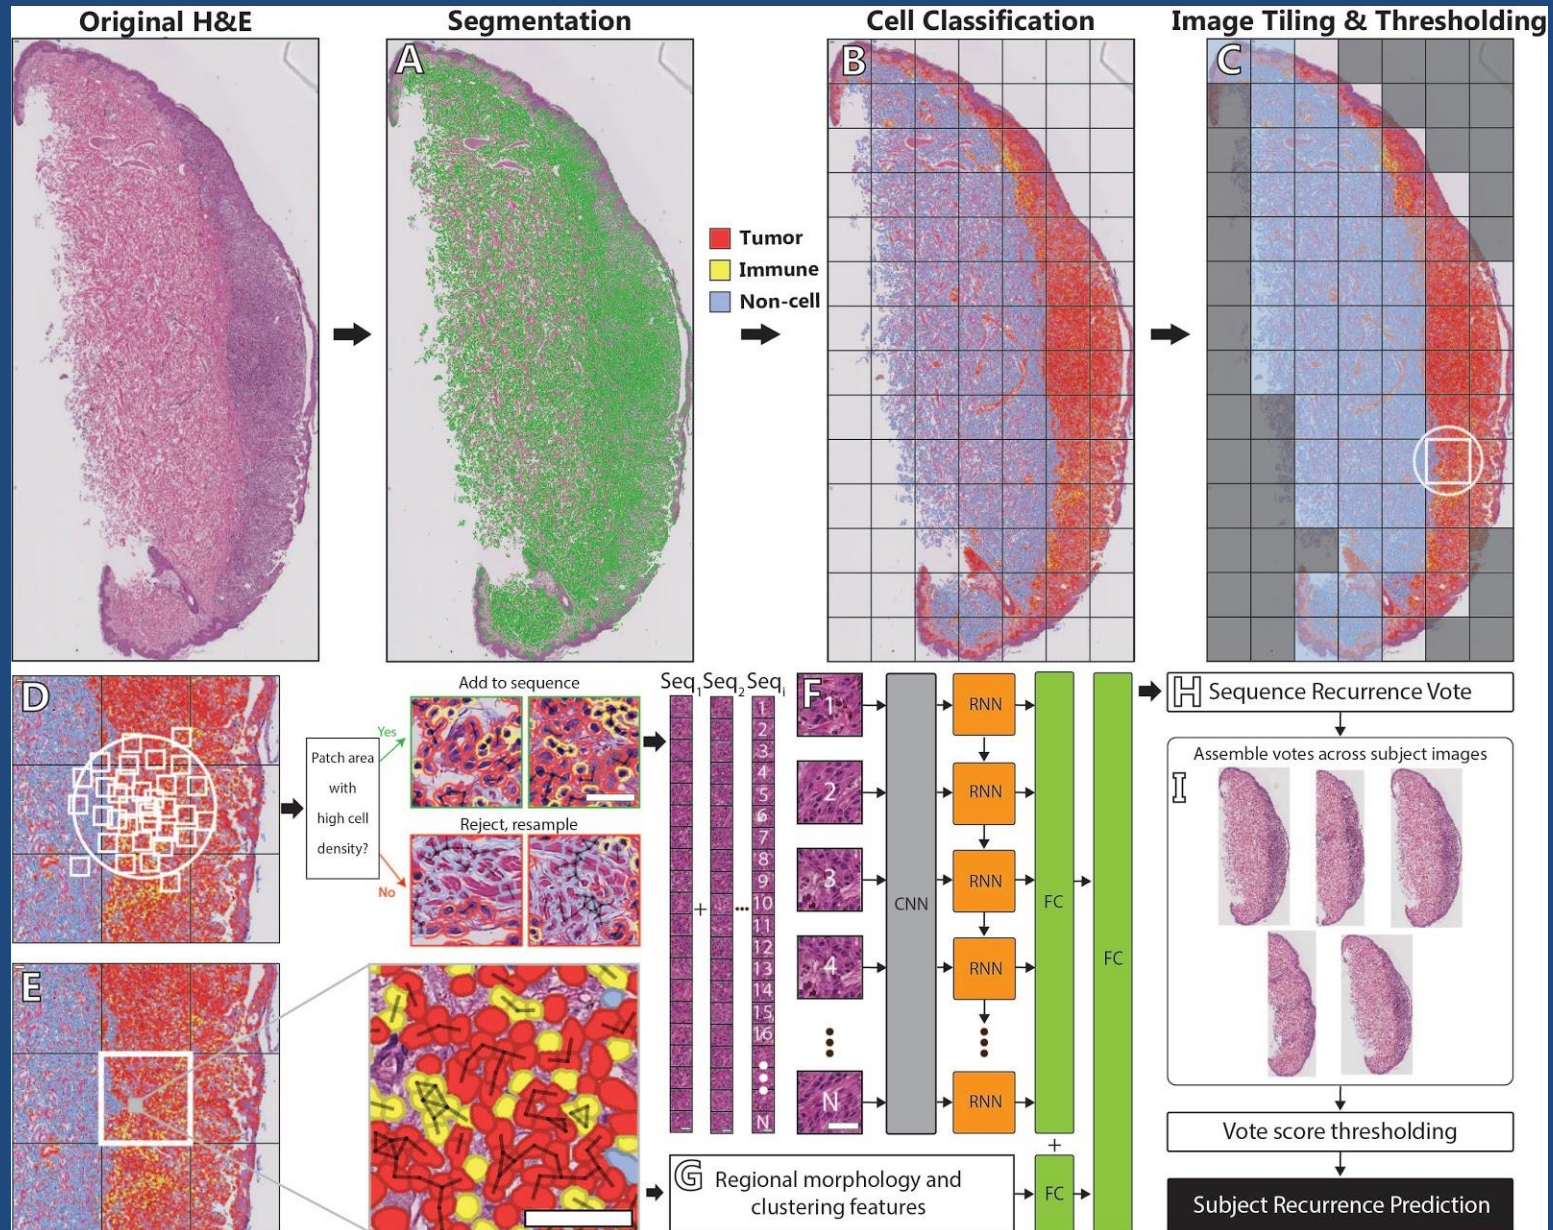 Original H&E
Segmentation
Cell Classification
Image Tiling & Thresholding
A
B
C
Tumor
Immune
Non-cell
D
Patch area
with
high cell
density?
Yes
No
Add to sequence
Reject, resample
Seq1 Seq2 Seqi
1
2
3
4
5
6
7
8
9
+ ... 10
11
12
13
14
15
16
N
E
F
1
2
3
4
N
CNN
RNN
RNN
RNN
RNN
RNN
FC
FC
+
FC
G Regional morphology and
clustering features
H Sequence Recurrence Vote
Assemble votes across subject images
I
Vote score thresholding
Subject Recurrence Prediction